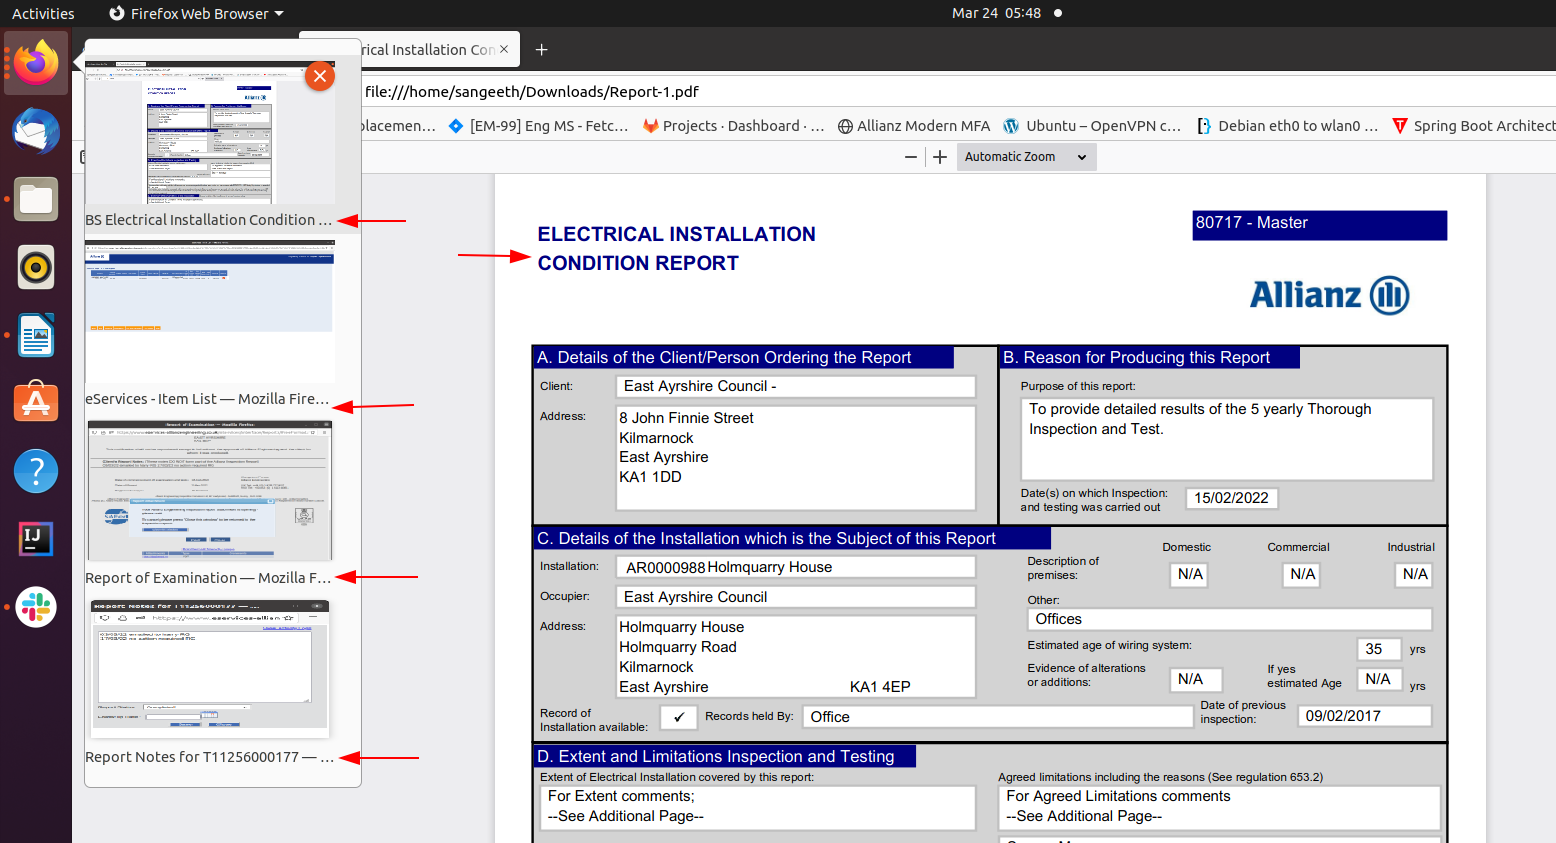 Activities
Firefox Web Browser
Mar 24 05:48
rical Installation Con
file:///home/sangeeth/Downloads/Report-1.pdf
placemen…
[EM-99] Eng MS - Fetc…
Projects · Dashboard · …
Allianz Modern MFA
Ubuntu – OpenVPN c…
Debian eth0 to wlan0 …
Spring Boot Architect
Automatic Zoom
BS Electrical Installation Condition …
eServices - Item List — Mozilla Fire…
Report of Examination — Mozilla F…
Report Notes for T11256000177 — …
ELECTRICAL INSTALLATION
CONDITION REPORT
80717 - Master
Allianz
A. Details of the Client/Person Ordering the Report
Client:
East Ayrshire Council -
Address:
8 John Finnie Street
Kilmarnock
East Ayrshire
KA1 1DD
B. Reason for Producing this Report
Purpose of this report:
To provide detailed results of the 5 yearly Thorough
Inspection and Test.
Date(s) on which Inspection:
and testing was carried out
15/02/2022
C. Details of the Installation which is the Subject of this Report
Installation:
AR0000988 Holmquarry House
Occupier:
East Ayrshire Council
Address:
Holmquarry House
Holmquarry Road
Kilmarnock
East Ayrshire KA1 4EP
Domestic Commercial Industrial
Description of
premises:
N/A N/A N/A
Other:
Offices
Estimated age of wiring system: 35 yrs
Evidence of alterations
or additions:
N/A
If yes
estimated Age
N/A yrs
Record of
Installation available:
✓
Records held By: Office
Date of previous
inspection:
09/02/2017
D. Extent and Limitations Inspection and Testing
Extent of Electrical Installation covered by this report:
For Extent comments;
--See Additional Page--
Agreed limitations including the reasons (See regulation 653.2)
For Agreed Limitations comments
--See Additional Page--